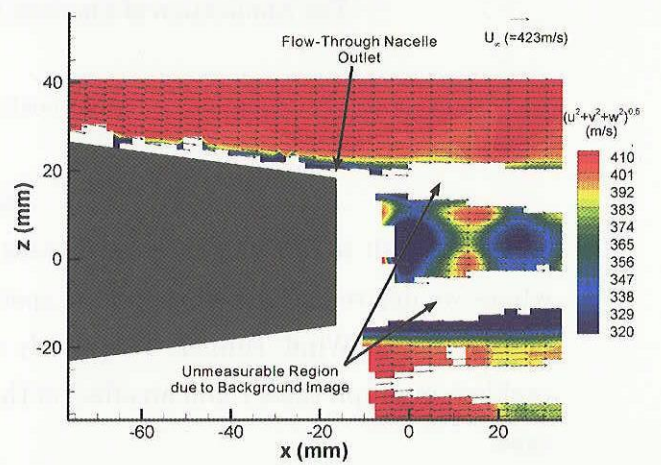 Flow-Through Nacelle
Outlet
U∞ (=423m/s)
(u²+v²+w²)^0.5
(m/s)
410
401
392
383
374
365
356
347
338
329
320
z (mm)
40
20
0
-20
Unmeasurable Region
due to Background Image
-60
-40
-20
0
20
x (mm)